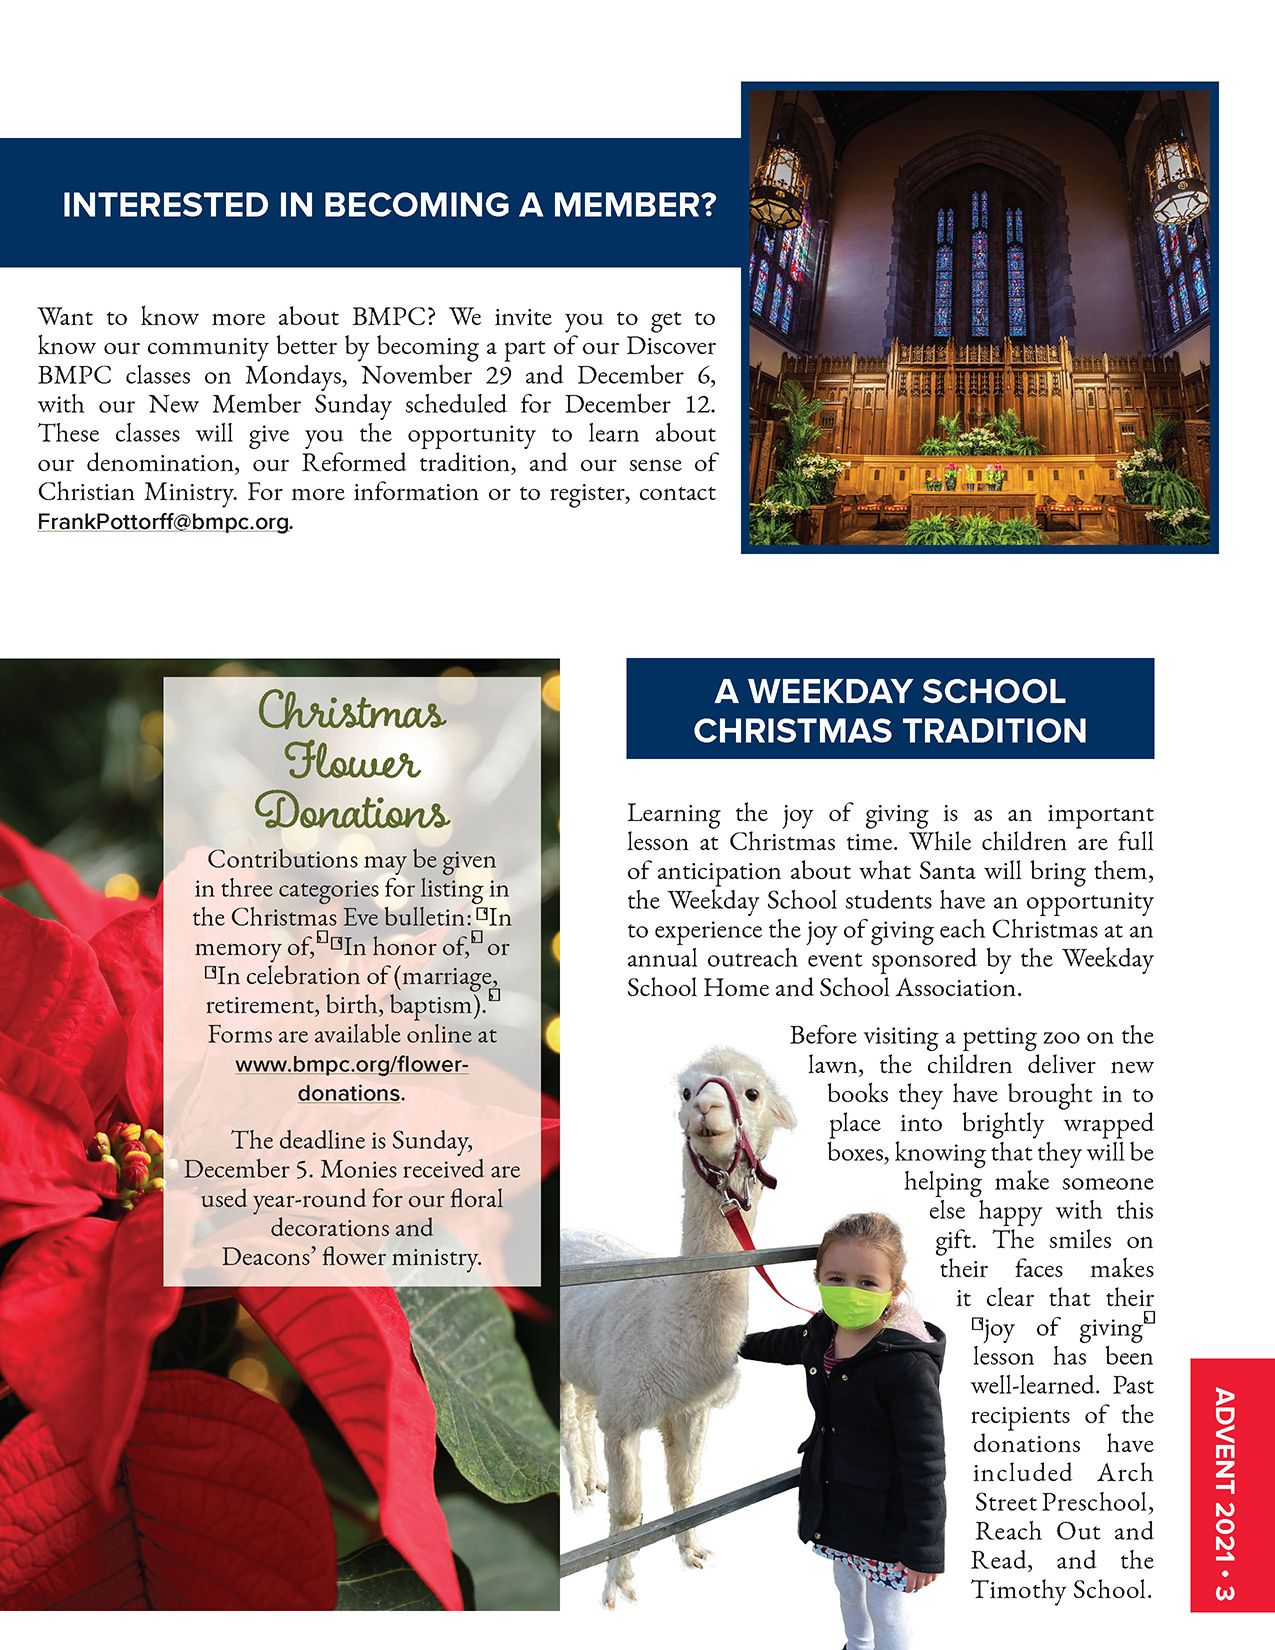 INTERESTED IN BECOMING A MEMBER?
Want to know more about BMPC? We invite you to get to
know our community better by becoming a part of our Discover
BMPC classes on Mondays, November 29 and December 6,
with our New Member Sunday scheduled for December 12.
These classes will give you the opportunity to learn about
our denomination, our Reformed tradition, and our sense of
Christian Ministry. For more information or to register, contact
FrankPottorff@bmpc.org.
Christmas
Flower
Donations
Contributions may be given
in three categories for listing in
the Christmas Eve bulletin: "In
memory of," "In honor of," or
"In celebration of (marriage,
retirement, birth, baptism)."
Forms are available online at
www.bmpc.org/flower-
donations.
The deadline is Sunday,
December 5. Monies received are
used year-round for our floral
decorations and
Deacons’ flower ministry.
A WEEKDAY SCHOOL
CHRISTMAS TRADITION
Learning the joy of giving is as an important
lesson at Christmas time. While children are full
of anticipation about what Santa will bring them,
the Weekday School students have an opportunity
to experience the joy of giving each Christmas at an
annual outreach event sponsored by the Weekday
School Home and School Association.
Before visiting a petting zoo on the
lawn, the children deliver new
books they have brought in to
place into brightly wrapped
boxes, knowing that they will be
helping make someone
else happy with this
gift. The smiles on
their faces makes
it clear that their
"joy of giving"
lesson has been
well-learned. Past
recipients of the
donations have
included Arch
Street Preschool,
Reach Out and
Read, and the
Timothy School.
ADVENT 2021 • 3